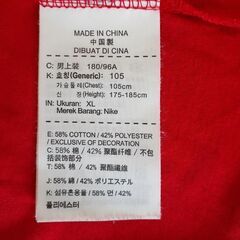 MADE IN CHINA
中国製
DIBUAT DI CINA
C: 男上装 180/96A
K: 호칭(Generic): 105
가슴둘레(Chest): 105cm
신장(Height): 175-185cm
IN: Ukuran: XL
Merek Barang: Nike
E: 58% COTTON / 42% POLYESTER
/ EXCLUSIVE OF DECORATION
C: 58% 棉 / 42% 聚酯纤维 / 不包
括装饰部分
T: 58% 棉 / 42% 聚酯纖維
J: 58% 綿 / 42% ポリエステル
K: 섬유혼용율 / 58% 면 / 42%
폴리에스터